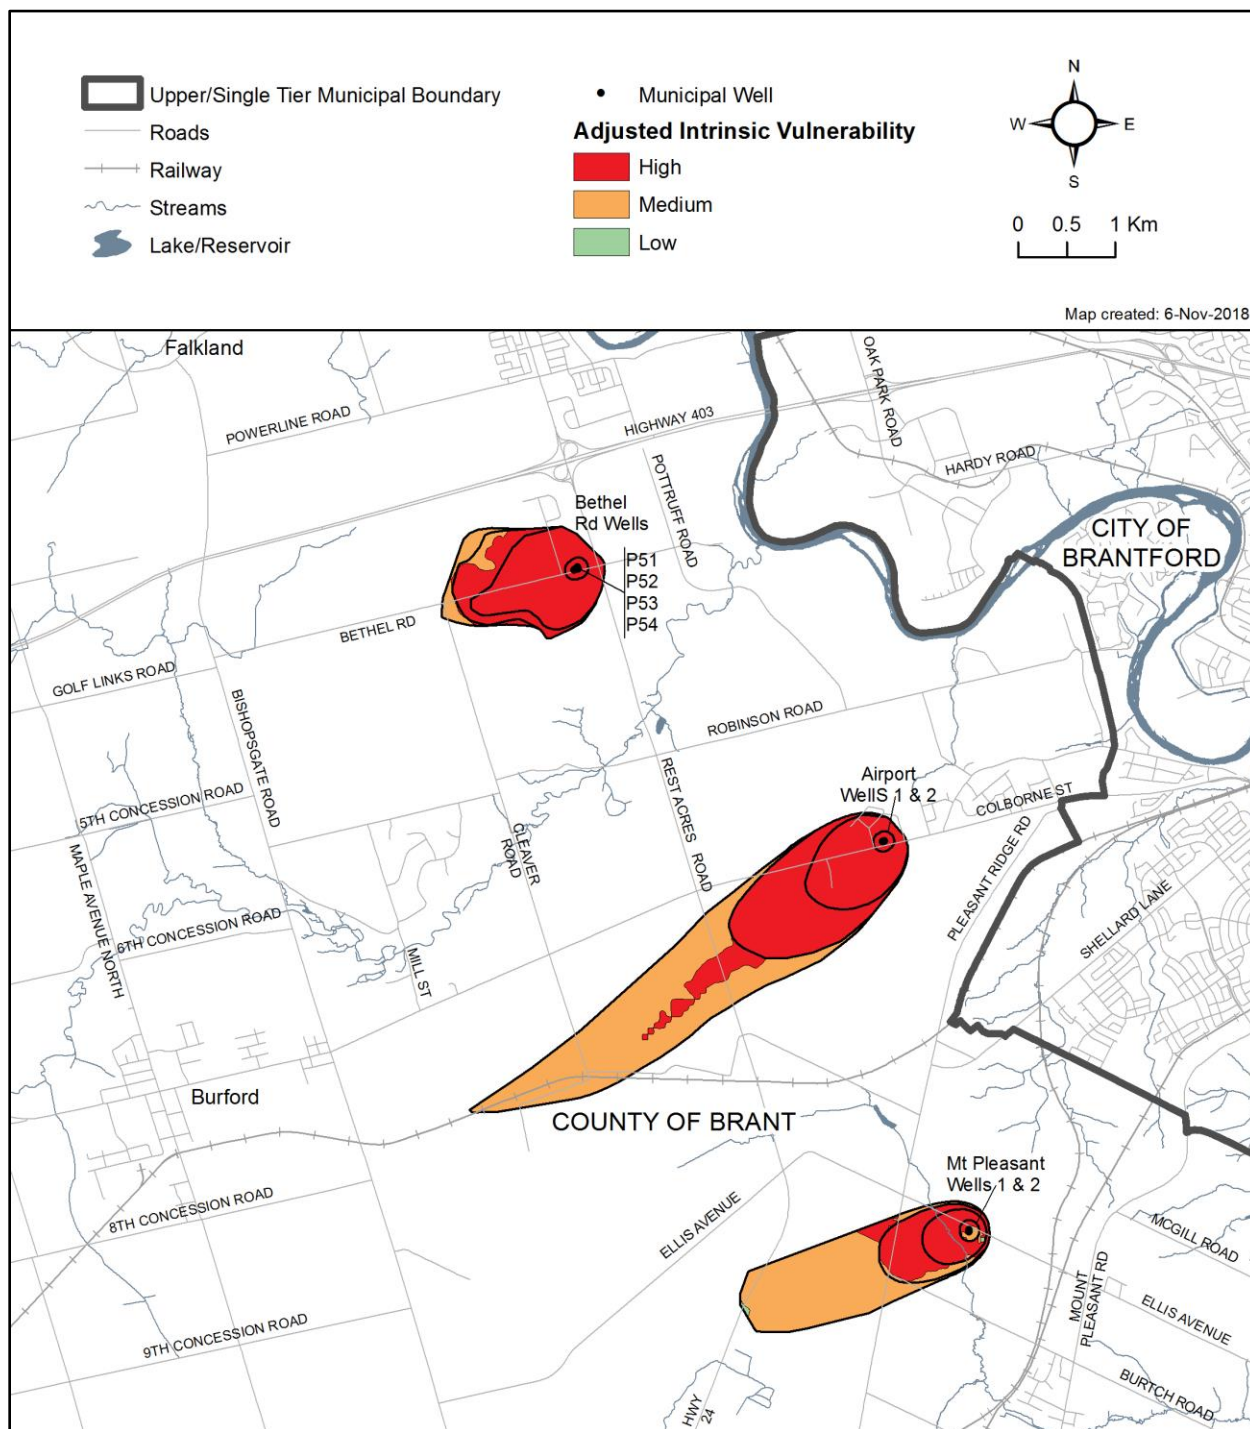 Upper/Single Tier Municipal Boundary
Roads
Railway
Streams
Lake/Reservoir
Municipal Well
Adjusted Intrinsic Vulnerability
High
Medium
Low
N
W
E
S
0 0.5 1 Km
Map created: 6-Nov-2018
Falkland
POWERLINE ROAD
HIGHWAY 403
OAK PARK ROAD
HARDY ROAD
POTTRUFF ROAD
Bethel
Rd Wells
P51
P52
P53
P54
CITY OF
BRANTFORD
BETHEL RD
GOLF LINKS ROAD
BISHOPSGATE ROAD
ROBINSON ROAD
REST ACRES ROAD
Airport
WellS 1 & 2
COLBORNE ST
5TH CONCESSION ROAD
CLEAVER
ROAD
MAPLE AVENUE NORTH
PLEASANT RIDGE RD
SHELLARD LANE
6TH CONCESSION ROAD
MILL ST
Burford
COUNTY OF BRANT
Mt Pleasant
Wells 1 & 2
8TH CONCESSION ROAD
ELLIS AVENUE
MCGILL ROAD
MOUNT
PLEASANT RD
ELLIS AVENUE
9TH CONCESSION ROAD
BURTCH ROAD
HWY
24